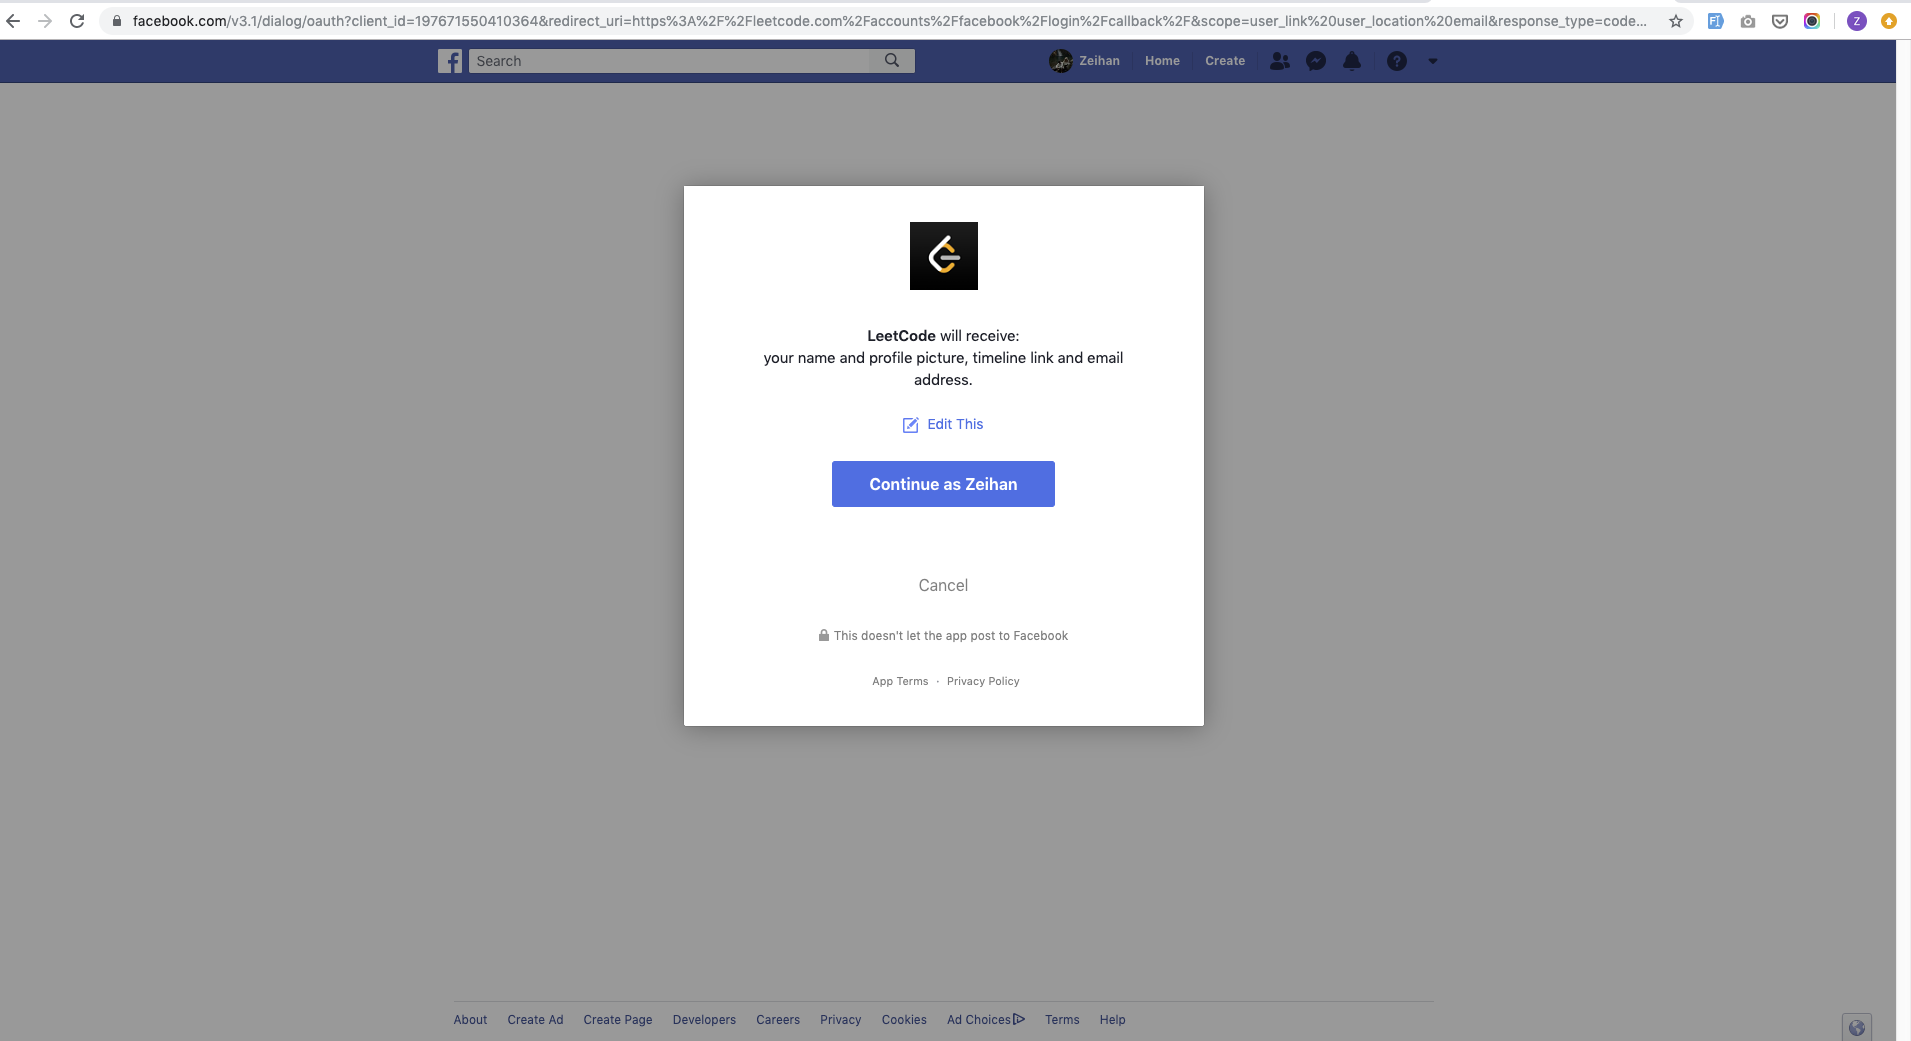 facebook.com/v3.1/dialog/oauth?client_id=197671550410364&redirect_uri=https%3A%2F%2Fleetcode.com%2Faccounts%2Ffacebook%2Flogin%2Fcallback%2F&scope=user_link%20user_location%20email&response_type=code...
Z
Search
Zeihan
Home
Create
LeetCode will receive:
your name and profile picture, timeline link and email
address.
Edit This
Continue as Zeihan
Cancel
This doesn't let the app post to Facebook
App Terms · Privacy Policy
About Create Ad Create Page Developers Careers Privacy Cookies Ad Choices Terms Help